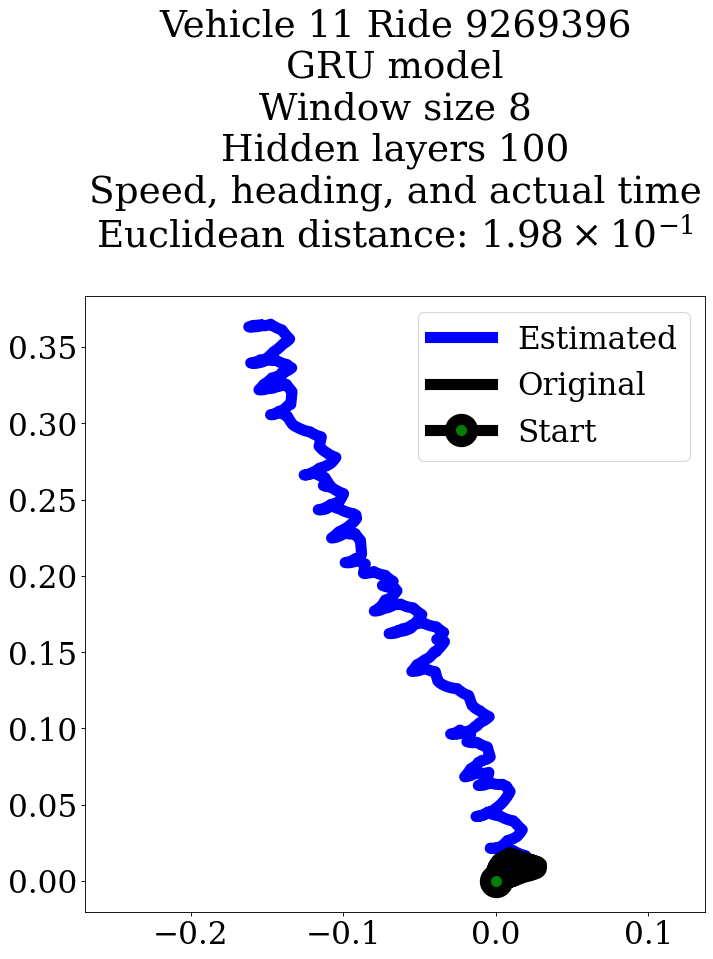 Vehicle 11 Ride 9269396
GRU model
Window size 8
Hidden layers 100
Speed, heading, and actual time
Euclidean distance: 1.98 × 10⁻¹
Estimated
Original
Start
0.35
0.30
0.25
0.20
0.15
0.10
0.05
0.00
−0.2 −0.1 0.0 0.1